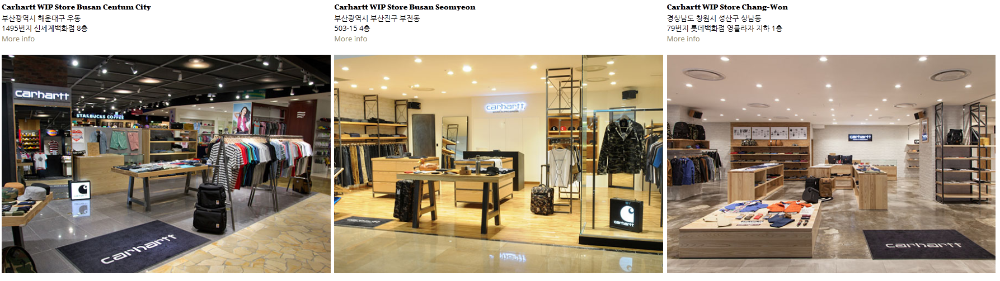 Carhartt WIP Store Busan Centum City
부산광역시 해운대구 우동
1495번지 신세계백화점 8층
More info
Carhartt WIP Store Busan Seomyeon
부산광역시 부산진구 부전동
503-15 4층
More info
Carhartt WIP Store Chang-Won
경상남도 창원시 성산구 상남동
79번지 롯데백화점 영플라자 지하 1층
More info
carhartt
STARBUCKS COFFEE
carhartt
carhartt
WORK IN PROGRESS
carhartt
carhartt
carhartt